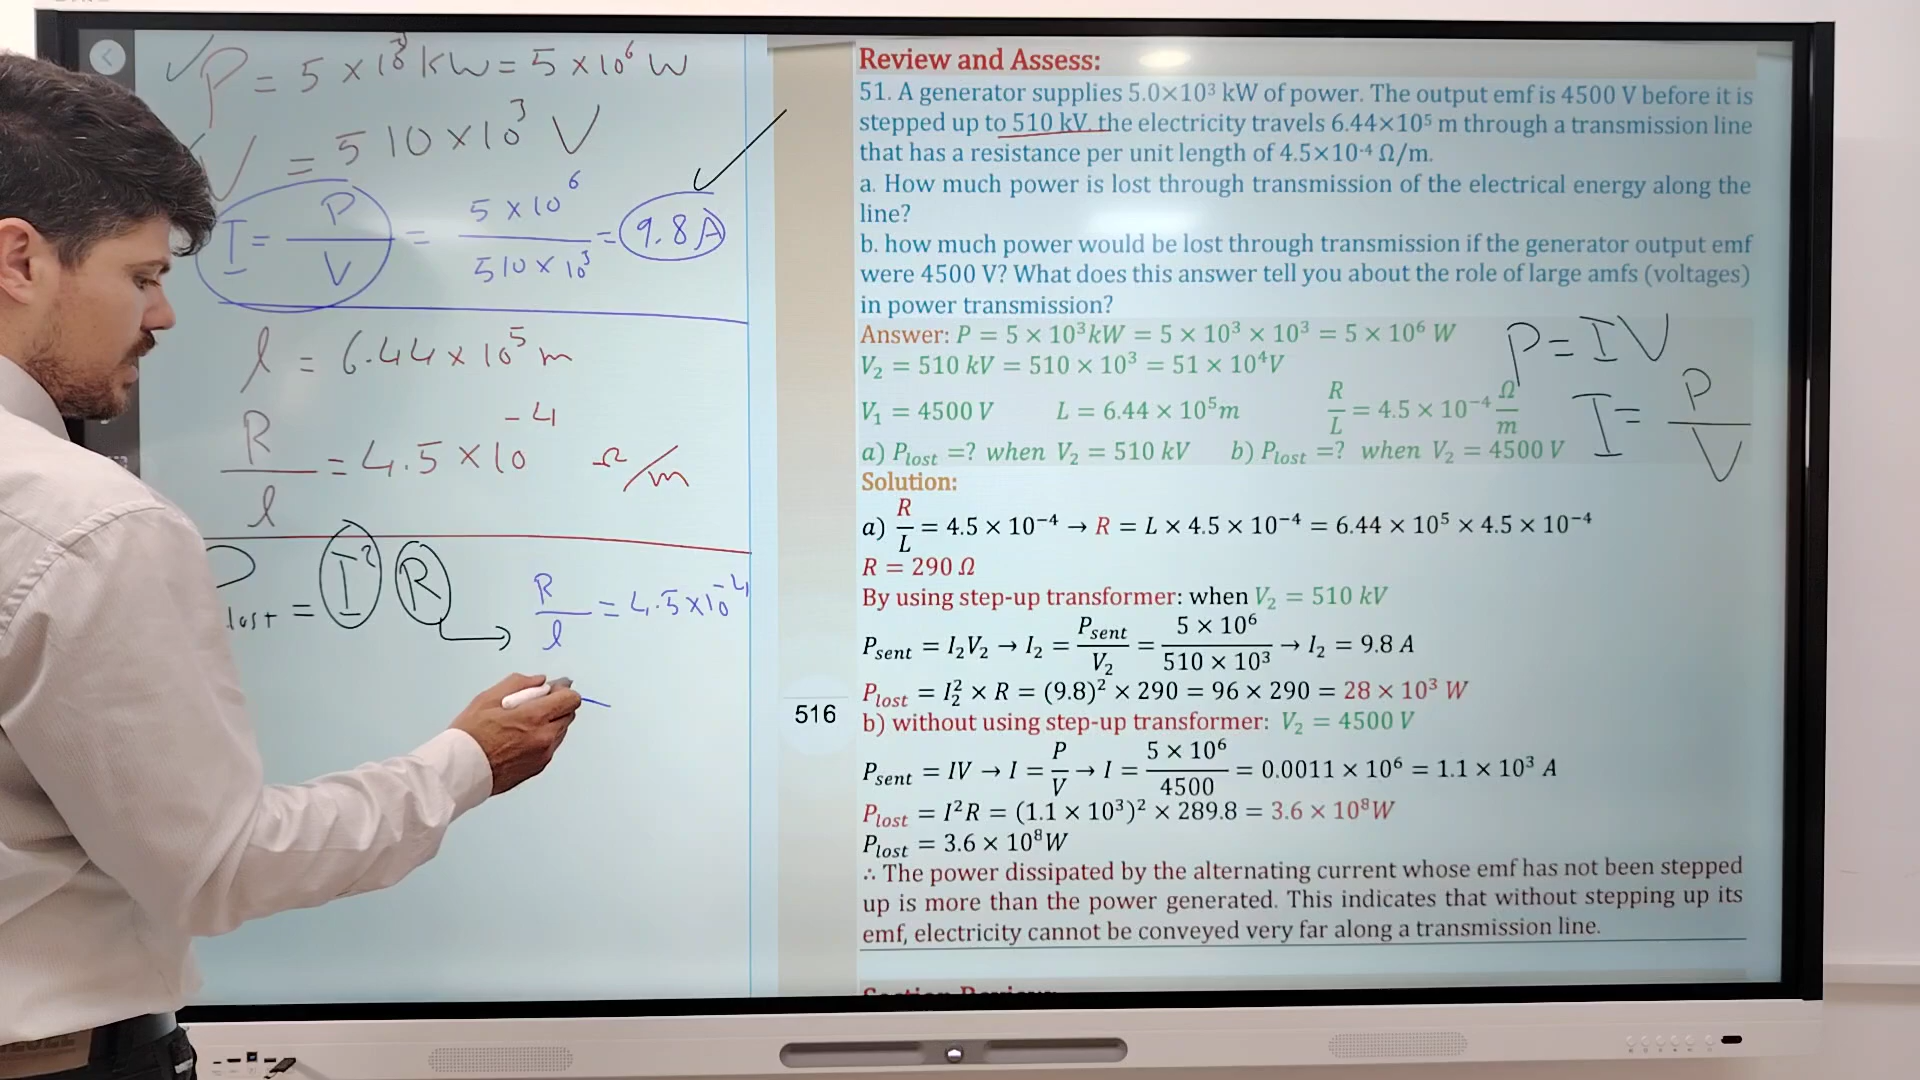 P = 5 × 10³ kW = 5 × 10⁶ W
V = 510 × 10³ V
I = P/V = 5 × 10⁶ / 510 × 10³ = 9.8 A
l = 6.44 × 10⁵ m
R/l = 4.5 × 10⁻⁴ Ω/m
P lost = I² R
R/l = 4.5 × 10⁻⁴
516
Review and Assess:
51. A generator supplies 5.0×10³ kW of power. The output emf is 4500 V before it is
stepped up to 510 kV. the electricity travels 6.44×10⁵ m through a transmission line
that has a resistance per unit length of 4.5×10⁻⁴ Ω/m.
a. How much power is lost through transmission of the electrical energy along the
line?
b. how much power would be lost through transmission if the generator output emf
were 4500 V? What does this answer tell you about the role of large amfs (voltages)
in power transmission?
Answer: P = 5 × 10³kW = 5 × 10³ × 10³ = 5 × 10⁶ W
V₂ = 510 kV = 510 × 10³ = 51 × 10⁴V
V₁ = 4500 V L = 6.44 × 10⁵m R/L = 4.5 × 10⁻⁴ Ω/m
a) P_lost =? when V₂ = 510 kV b) P_lost =? when V₂ = 4500 V
P = IV
I = P/V
Solution:
a) R/L = 4.5 × 10⁻⁴ → R = L × 4.5 × 10⁻⁴ = 6.44 × 10⁵ × 4.5 × 10⁻⁴
R = 290 Ω
By using step-up transformer: when V₂ = 510 kV
P_sent = I₂V₂ → I₂ = P_sent/V₂ = 5 × 10⁶ / 510 × 10³ → I₂ = 9.8 A
P_lost = I₂² × R = (9.8)² × 290 = 96 × 290 = 28 × 10³ W
b) without using step-up transformer: V₂ = 4500 V
P_sent = IV → I = P/V → I = 5 × 10⁶ / 4500 = 0.0011 × 10⁶ = 1.1 × 10³ A
P_lost = I²R = (1.1 × 10³)² × 289.8 = 3.6 × 10⁸W
P_lost = 3.6 × 10⁸W
∴ The power dissipated by the alternating current whose emf has not been stepped
up is more than the power generated. This indicates that without stepping up its
emf, electricity cannot be conveyed very far along a transmission line.